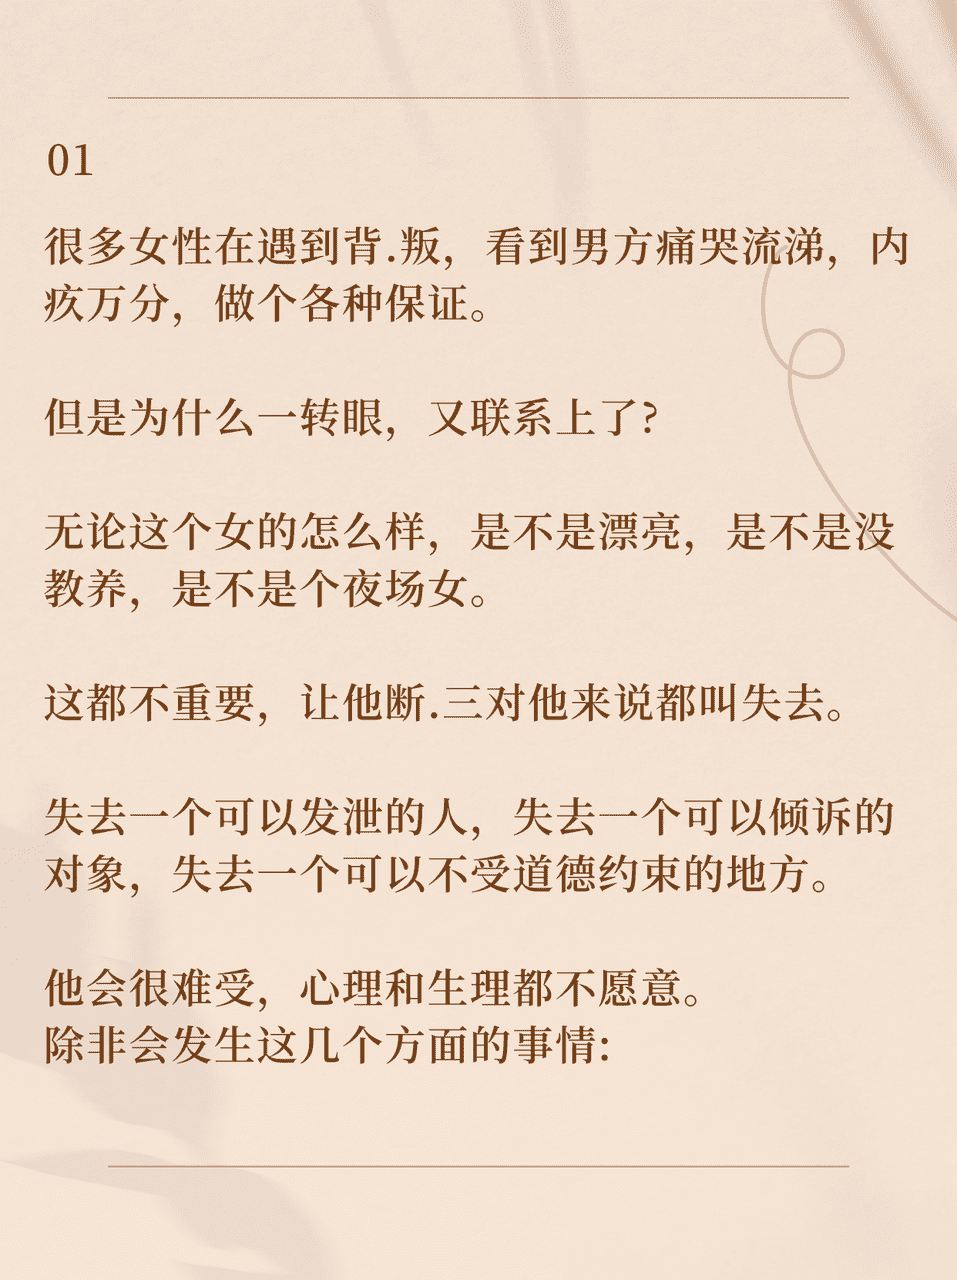 01
很多女性在遇到背.叛，看到男方痛哭流涕，内
疚万分，做个各种保证。
但是为什么一转眼，又联系上了?
无论这个女的怎么样，是不是漂亮，是不是没
教养，是不是个夜场女。
这都不重要，让他断.三对他来说都叫失去。
失去一个可以发泄的人，失去一个可以倾诉的
对象，失去一个可以不受道德约束的地方。
他会很难受，心理和生理都不愿意。
除非会发生这几个方面的事情: